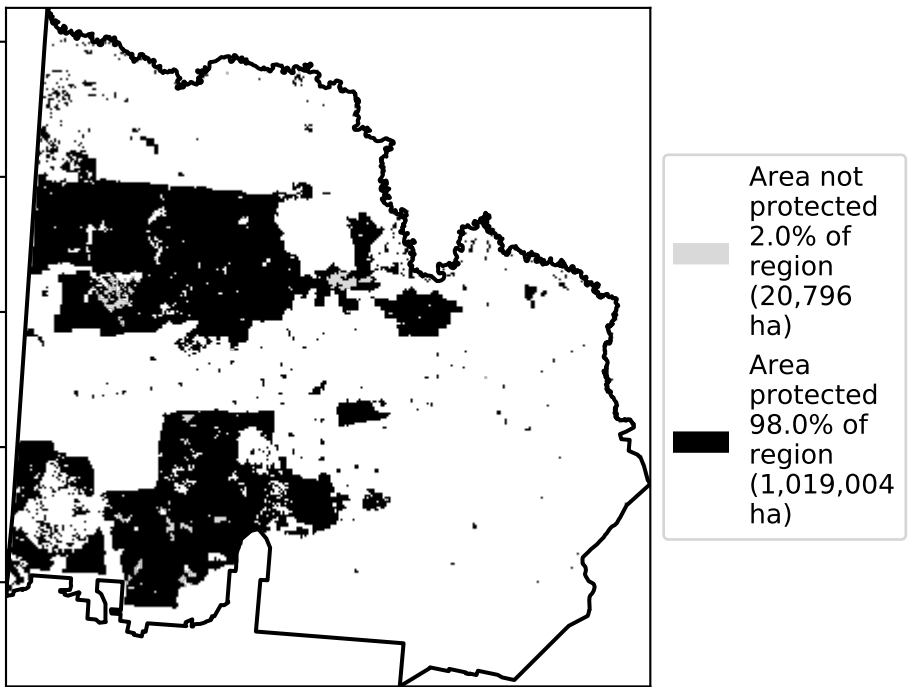 Area not
protected
2.0% of
region
(20,796
ha)
Area
protected
98.0% of
region
(1,019,004
ha)